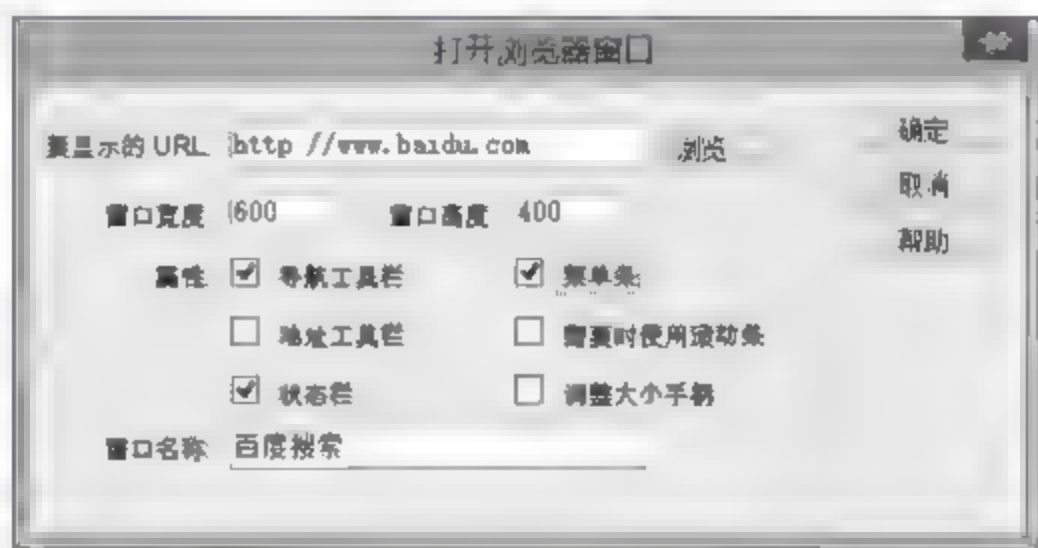 打开浏览器窗口
要显示的 URL http //www.baidu.com 浏览 确定
窗口宽度 600 窗口高度 400 取消
帮助
属性 导航工具栏 菜单条
地址工具栏 需要时使用滚动条
状态栏 调整大小手柄
窗口名称 百度搜索